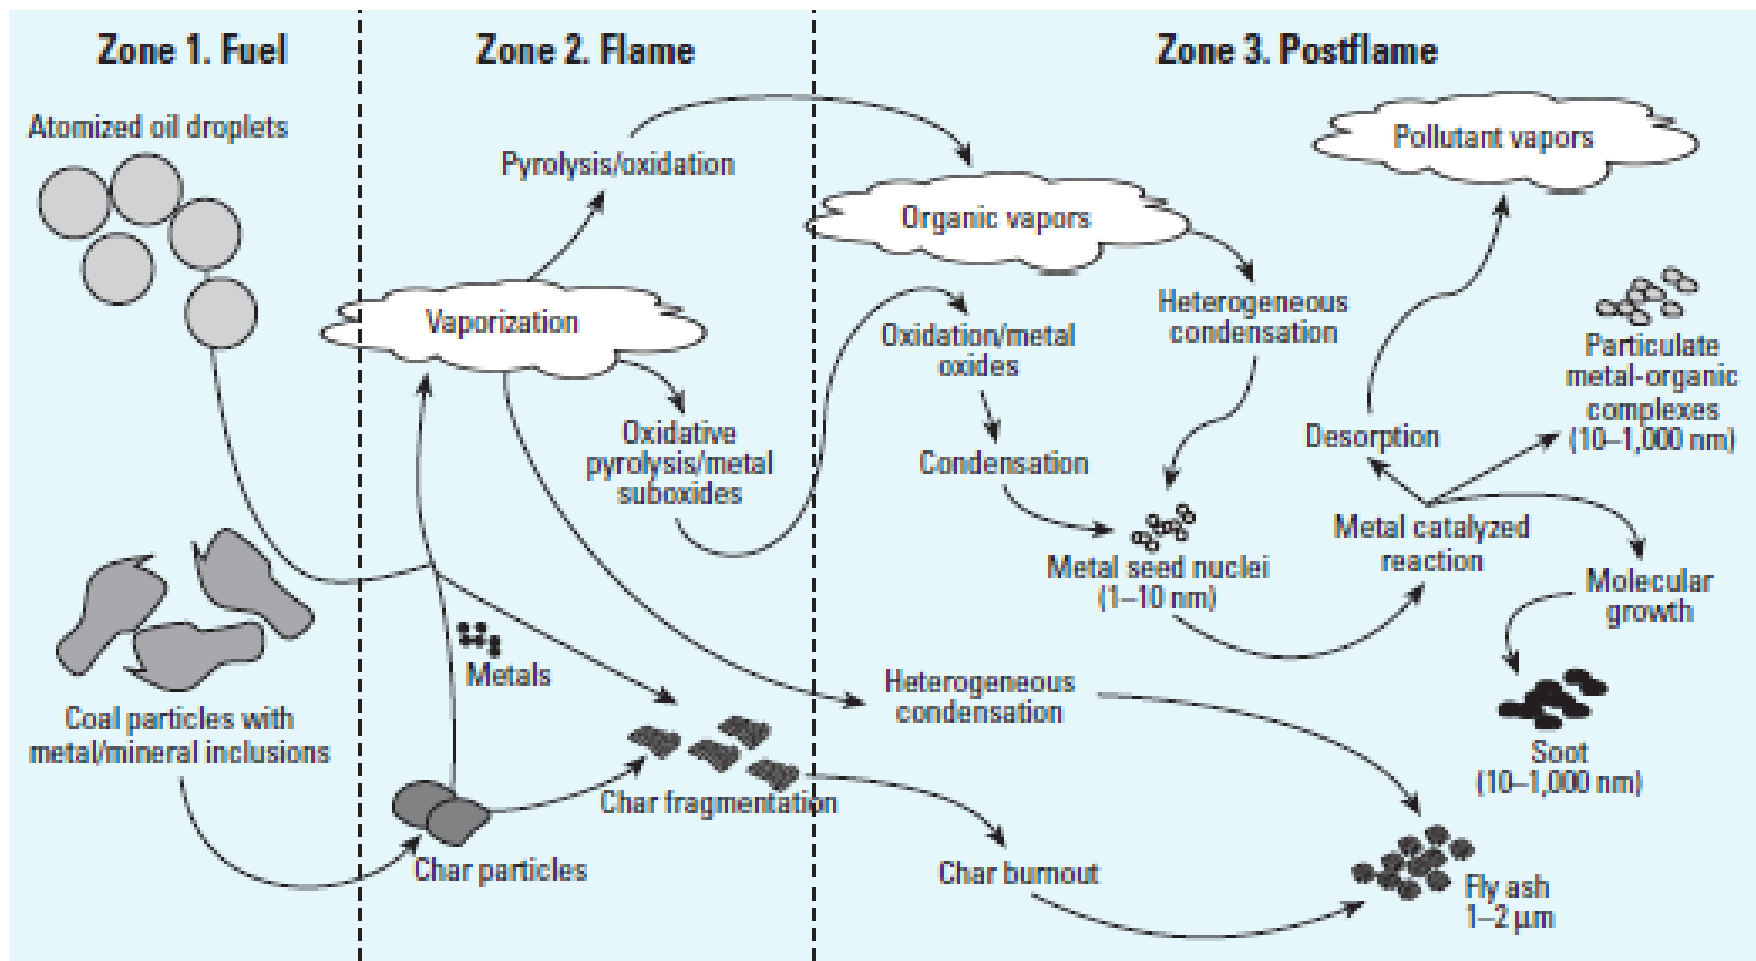 Zone 1. Fuel
Zone 2. Flame
Zone 3. Postflame
Atomized oil droplets
Coal particles with
metal/mineral inclusions
Pyrolysis/oxidation
Vaporization
Oxidative
pyrolysis/metal
suboxides
Metals
Char fragmentation
Char particles
Organic vapors
Oxidation/metal
oxides
Condensation
Heterogeneous
condensation
Metal seed nuclei
(1–10 nm)
Heterogeneous
condensation
Char burnout
Pollutant vapors
Particulate
metal-organic
complexes
(10–1,000 nm)
Desorption
Metal catalyzed
reaction
Molecular
growth
Soot
(10–1,000 nm)
Fly ash
1–2 μm